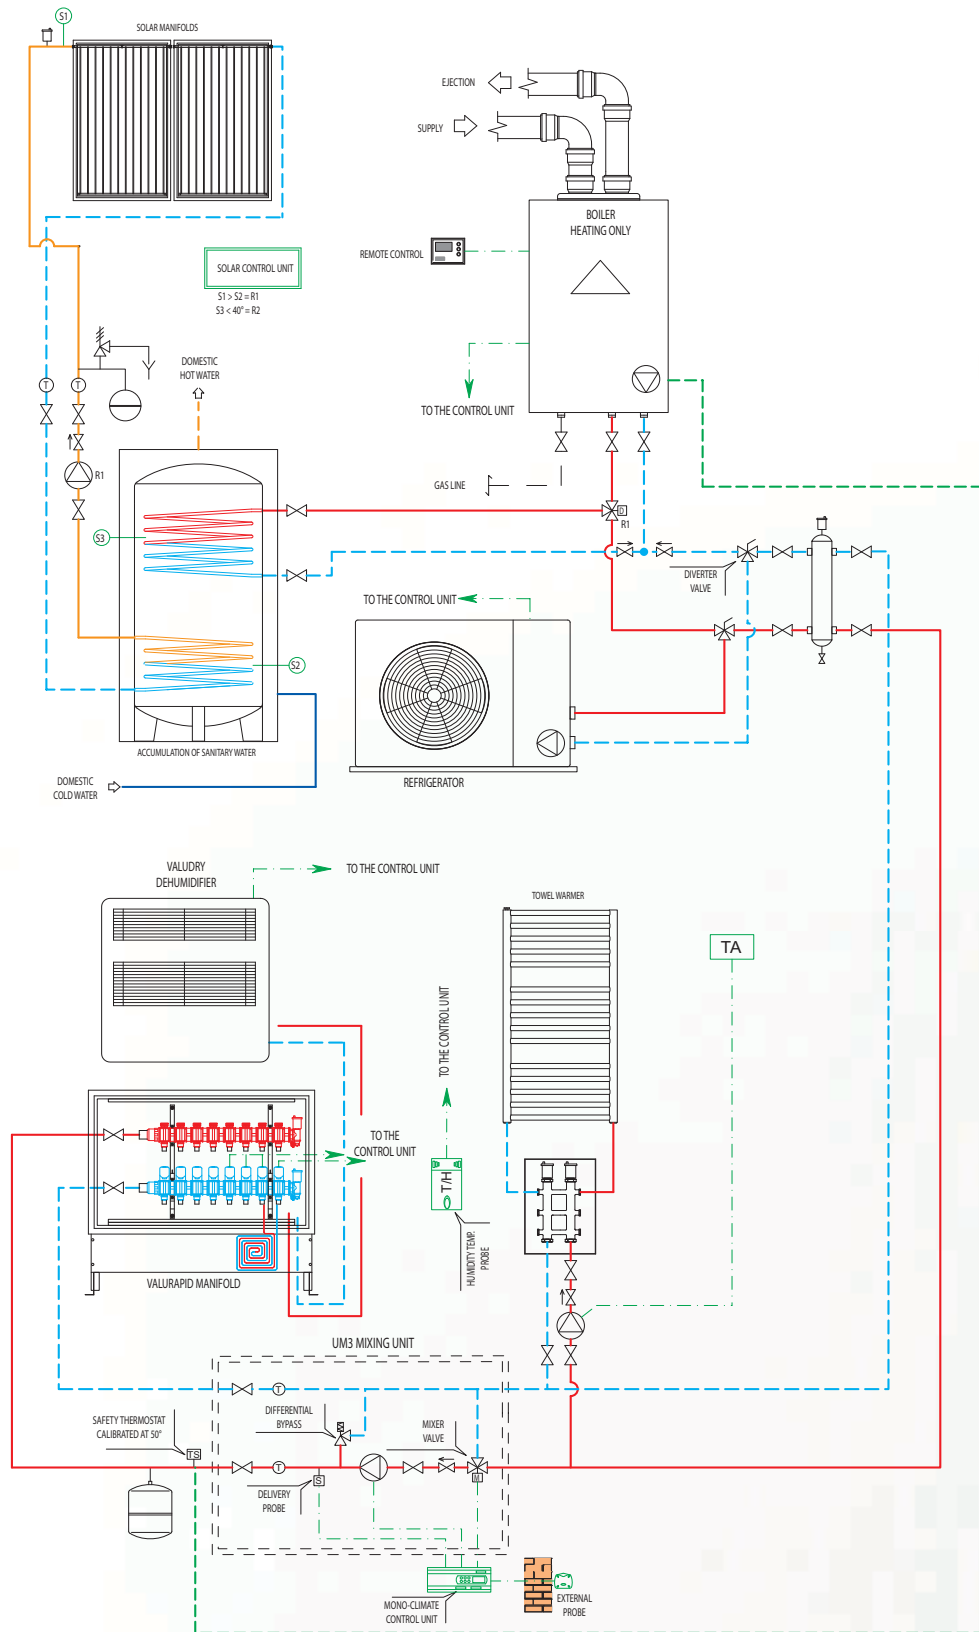 S1
SOLAR MANIFOLDS
EJECTION
SUPPLY
BOILER
HEATING ONLY
REMOTE CONTROL
SOLAR CONTROL UNIT
S1 > S2 = R1
S3 < 40° = R2
DOMESTIC
HOT WATER
T
T
TO THE CONTROL UNIT
R1
GAS LINE
D
R1
S3
DIVERTER
VALVE
TO THE CONTROL UNIT
S2
ACCUMULATION OF SANITARY WATER
REFRIGERATOR
DOMESTIC
COLD WATER
VALUDRY
DEHUMIDIFIER
TO THE CONTROL UNIT
TOWEL WARMER
TA
TO THE CONTROL UNIT
TO THE
CONTROL UNIT
T/H
HUMIDITY TEMP.
PROBE
VALURAPID MANIFOLD
UM3 MIXING UNIT
T
DIFFERENTIAL
BYPASS
MIXER
VALVE
SAFETY THERMOSTAT
CALIBRATED AT 50°
TS
T
S
M
DELIVERY
PROBE
MONO-CLIMATE
CONTROL UNIT
EXTERNAL
PROBE